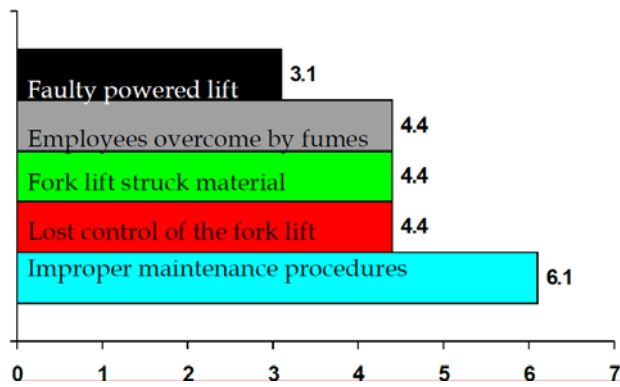 Faulty powered lift 3.1
Employees overcome by fumes 4.4
Fork lift struck material 4.4
Lost control of the fork lift 4.4
Improper maintenance procedures 6.1
0 1 2 3 4 5 6 7